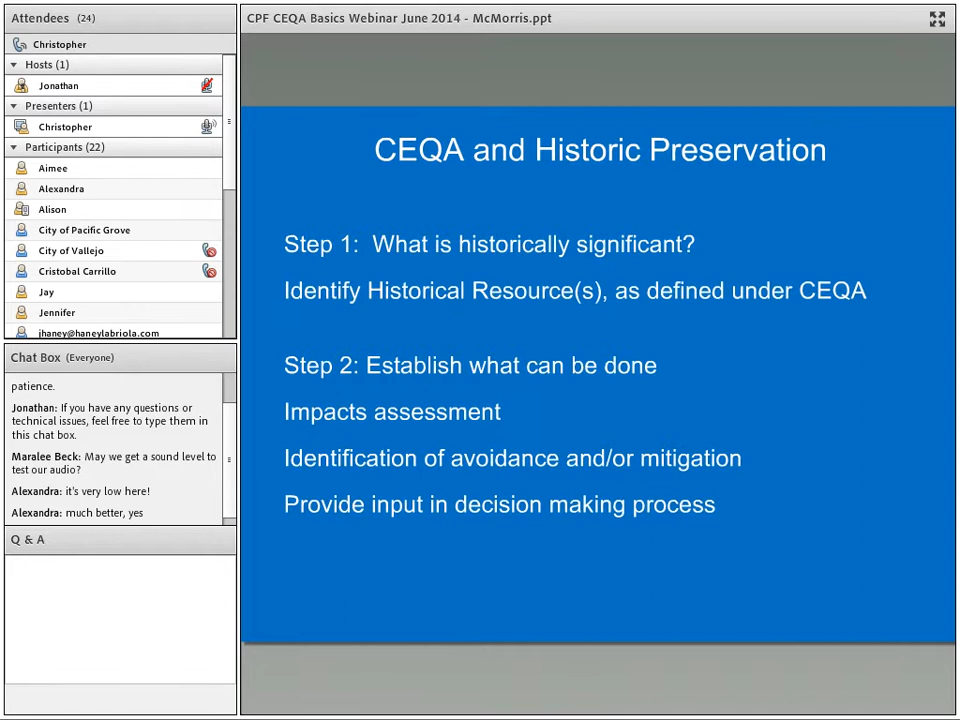 Attendees (24)
Christopher
Hosts (1)
Jonathan
Presenters (1)
Christopher
Participants (22)
Aimee
Alexandra
Alison
City of Pacific Grove
City of Vallejo
Cristobal Carrillo
Jay
Jennifer
jhaney@haneylabriola.com
Chat Box (Everyone)
patience.
Jonathan: If you have any questions or
technical issues, feel free to type them in
this chat box.
Maralee Beck: May we get a sound level to
test our audio?
Alexandra: it's very low here!
Alexandra: much better, yes
Q & A
CPF CEQA Basics Webinar June 2014 - McMorris.ppt
CEQA and Historic Preservation
Step 1:  What is historically significant?
Identify Historical Resource(s), as defined under CEQA
Step 2: Establish what can be done
Impacts assessment
Identification of avoidance and/or mitigation
Provide input in decision making process